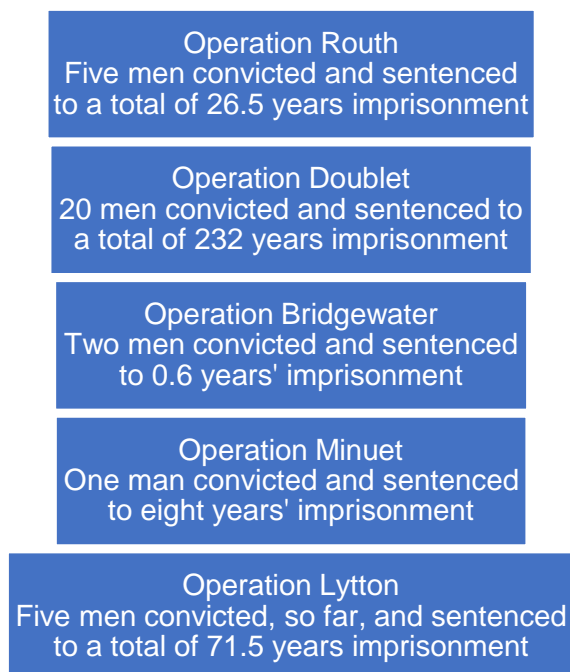 Operation Routh
Five men convicted and sentenced
to a total of 26.5 years imprisonment
Operation Doublet
20 men convicted and sentenced to
a total of 232 years imprisonment
Operation Bridgewater
Two men convicted and sentenced
to 0.6 years' imprisonment
Operation Minuet
One man convicted and sentenced
to eight years' imprisonment
Operation Lytton
Five men convicted, so far, and sentenced
to a total of 71.5 years imprisonment